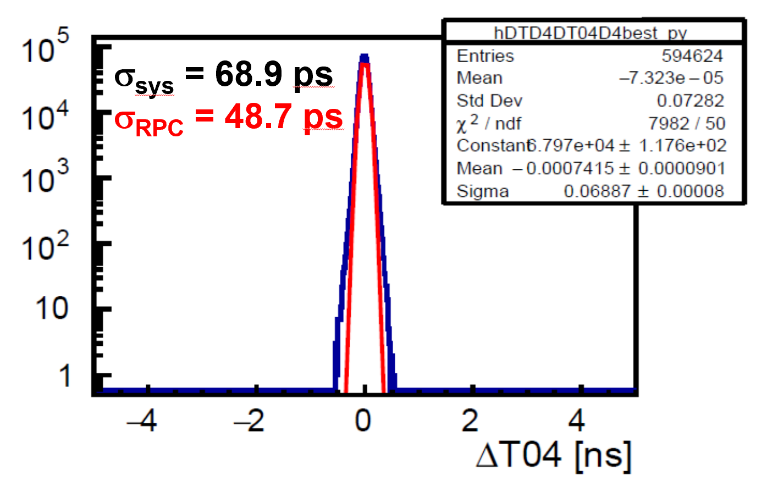 hDTD4DT04D4best_py
Entries 594624
Mean −7.323e−05
Std Dev 0.07282
χ² / ndf 7982 / 50
Constant 6.797e+04 ± 1.176e+02
Mean −0.0007415 ± 0.0000901
Sigma 0.06887 ± 0.00008
σsys = 68.9 ps
σRPC = 48.7 ps
10⁵
10⁴
10³
10²
10
1
−4 −2 0 2 4
ΔT04 [ns]